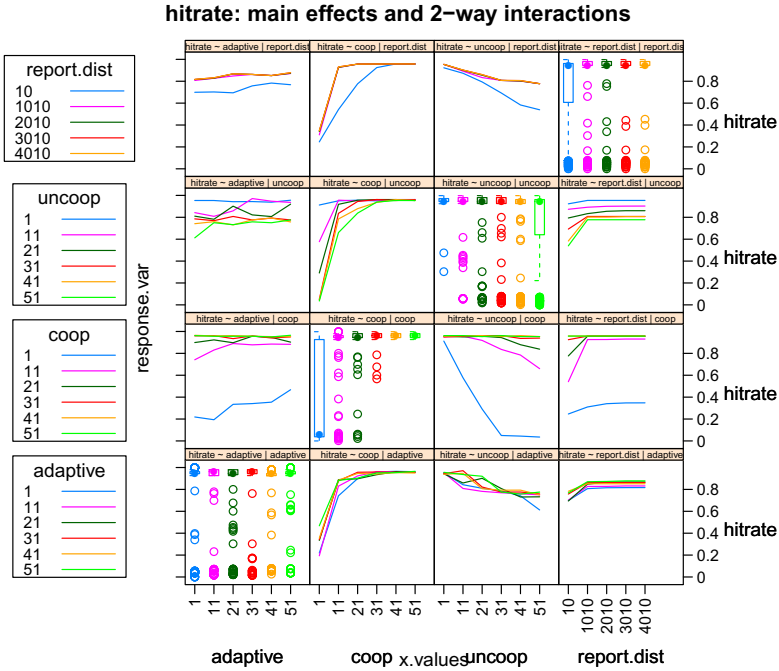 hitrate: main effects and 2−way interactions
report.dist
10
1010
2010
3010
4010
uncoop
1
11
21
31
41
51
coop
1
11
21
31
41
51
adaptive
1
11
21
31
41
51
response.var
hitrate ~ adaptive | report.dist
hitrate ~ coop | report.dist
hitrate ~ uncoop | report.dist
hitrate ~ report.dist | report.dist
0.8
0.6
0.4
0.2
0
hitrate
hitrate ~ adaptive | uncoop
hitrate ~ coop | uncoop
hitrate ~ uncoop | uncoop
hitrate ~ report.dist | uncoop
0.8
0.6
0.4
0.2
0
hitrate
hitrate ~ adaptive | coop
hitrate ~ coop | coop
hitrate ~ uncoop | coop
hitrate ~ report.dist | coop
0.8
0.6
0.4
0.2
0
hitrate
hitrate ~ adaptive | adaptive
hitrate ~ coop | adaptive
hitrate ~ uncoop | adaptive
hitrate ~ report.dist | adaptive
0.8
0.6
0.4
0.2
0
hitrate
1 11 21 31 41 51
1 11 21 31 41 51
1 11 21 31 41 51
10 1010 2010 3010 4010
adaptive coop x.values uncoop report.dist